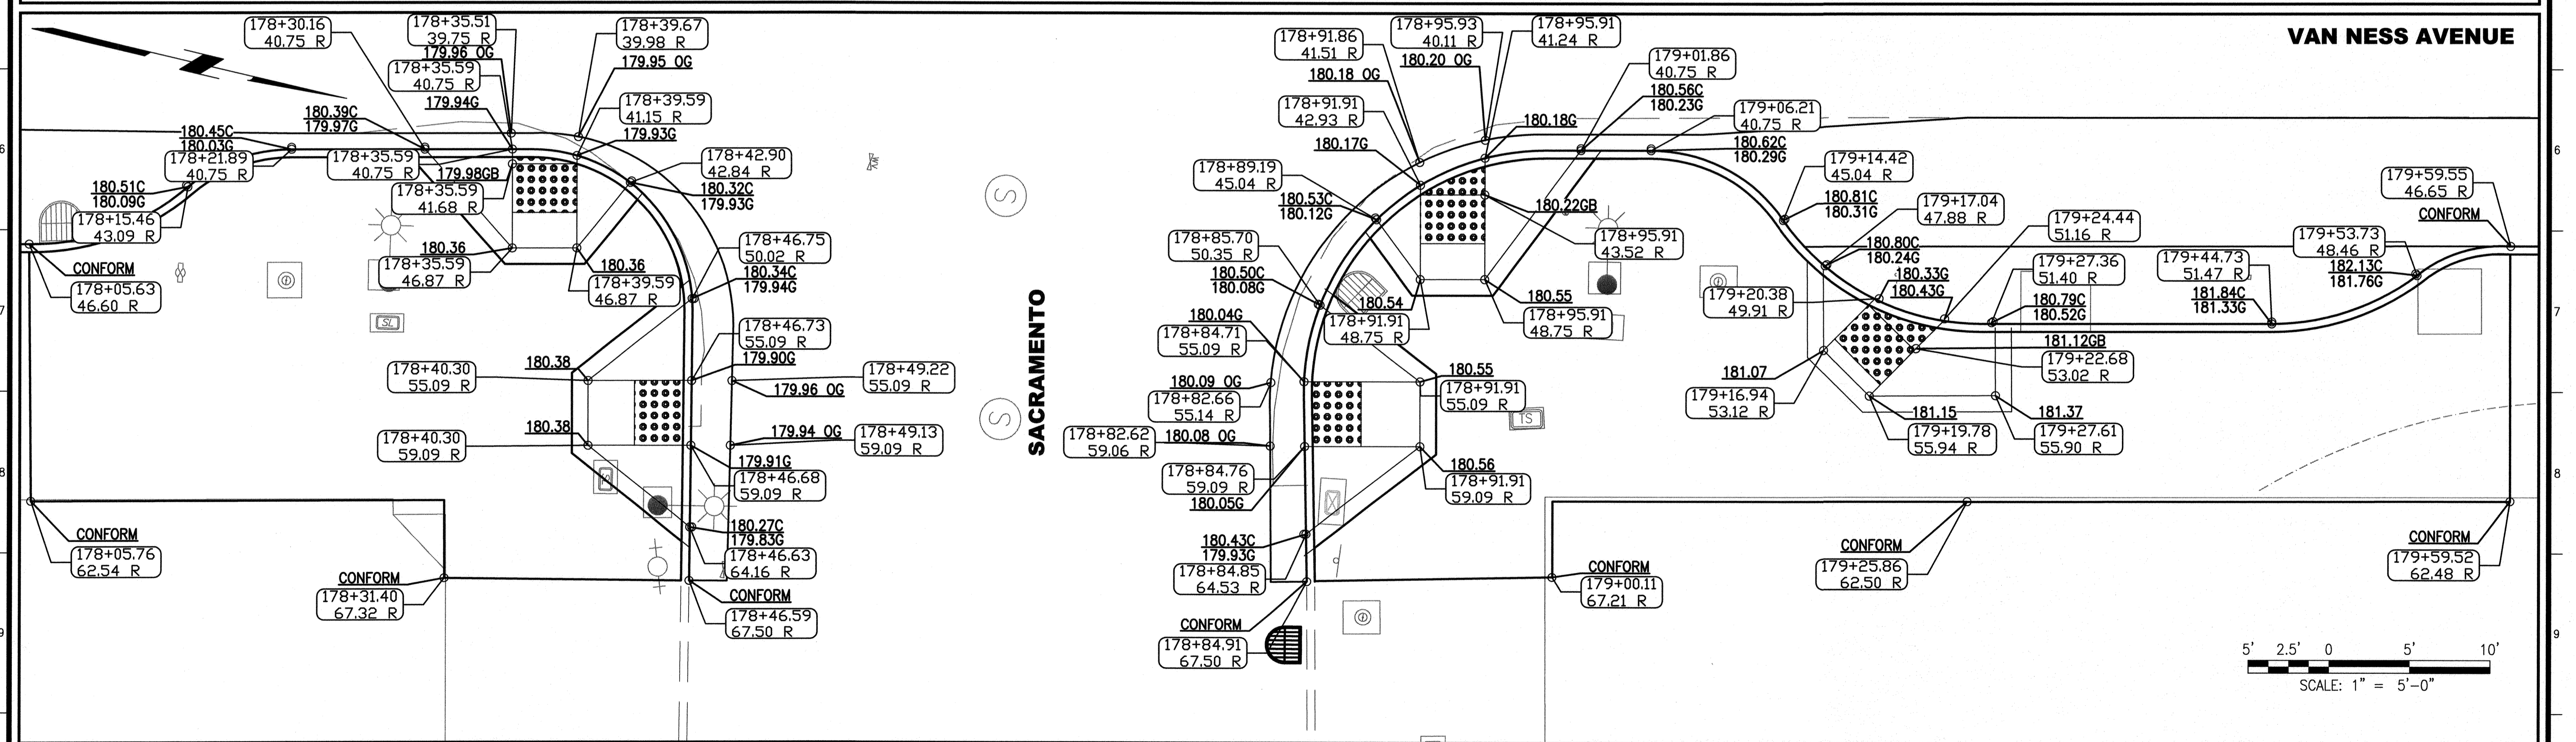 VAN NESS AVENUE
178+30.16
40.75 R
178+35.51
39.75 R
179.96 OG
178+35.59
40.75 R
179.94G
178+39.67
39.98 R
179.95 OG
178+39.59
41.15 R
179.93G
180.39C
179.97G
180.45C
180.03G
178+21.89
40.75 R
178+35.59
40.75 R
179.98GB
178+35.59
41.68 R
178+42.90
42.84 R
180.32C
179.93G
180.51C
180.09G
178+15.46
43.09 R
180.36
178+35.59
46.87 R
180.36
178+39.59
46.87 R
178+46.75
50.02 R
180.34C
179.94G
CONFORM
178+05.63
46.60 R
SL
178+46.73
55.09 R
179.90G
180.38
178+40.30
55.09 R
178+49.22
55.09 R
179.96 OG
180.38
178+40.30
59.09 R
179.94 OG
178+49.13
59.09 R
179.91G
178+46.68
59.09 R
180.27C
179.83G
178+46.63
64.16 R
CONFORM
178+46.59
67.50 R
CONFORM
178+05.76
62.54 R
CONFORM
178+31.40
67.32 R
S
S
SACRAMENTO
178+91.86
41.51 R
180.18 OG
178+95.93
40.11 R
180.20 OG
178+95.91
41.24 R
178+91.91
42.93 R
180.17G
180.18G
179+01.86
40.75 R
180.56C
180.23G
179+06.21
40.75 R
180.62C
180.29G
178+89.19
45.04 R
180.53C
180.12G
180.22GB
178+95.91
43.52 R
178+85.70
50.35 R
180.50C
180.08G
180.54
178+91.91
48.75 R
180.55
178+95.91
48.75 R
180.04G
178+84.71
55.09 R
180.09 OG
178+82.66
55.14 R
180.55
178+91.91
55.09 R
TS
178+82.62
59.06 R
180.08 OG
178+84.76
59.09 R
180.05G
180.56
178+91.91
59.09 R
180.43C
179.93G
178+84.85
64.53 R
CONFORM
178+84.91
67.50 R
CONFORM
179+00.11
67.21 R
179+14.42
45.04 R
180.81C
180.31G
179+17.04
47.88 R
180.80C
180.24G
179+24.44
51.16 R
180.33G
180.43G
179+20.38
49.91 R
179+27.36
51.40 R
180.79C
180.52G
181.12GB
179+22.68
53.02 R
181.07
179+16.94
53.12 R
181.15
179+19.78
55.94 R
181.37
179+27.61
55.90 R
179+44.73
51.47 R
181.84C
181.33G
179+53.73
48.46 R
182.13C
181.76G
179+59.55
46.65 R
CONFORM
CONFORM
179+25.86
62.50 R
CONFORM
179+59.52
62.48 R
5' 2.5' 0 5' 10'
SCALE: 1" = 5'-0"
6
7
8
9
6
7
8
9